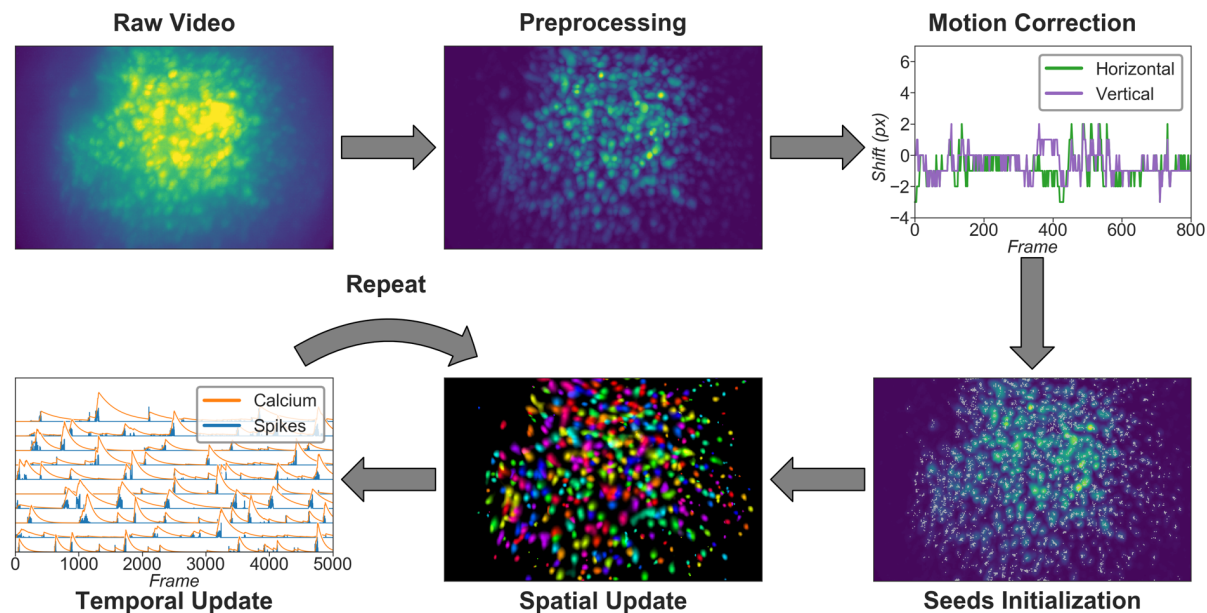 Raw Video
Preprocessing
Motion Correction
6
4
2
0
−2
−4
Shift (px)
Horizontal
Vertical
0
200
400
600
800
Frame
Repeat
Calcium
Spikes
0
1000
2000
3000
4000
5000
Frame
Temporal Update
Spatial Update
Seeds Initialization